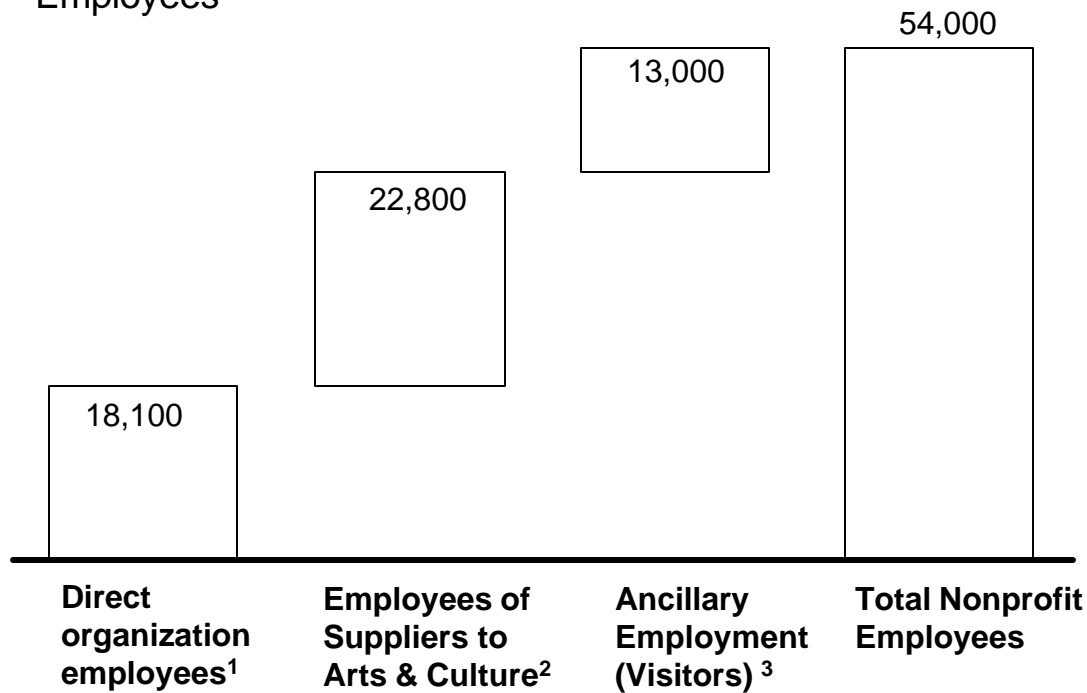 Employees
54,000
13,000
22,800
18,100
Direct
organization
employees¹
Employees of
Suppliers to
Arts & Culture²
Ancillary
Employment
(Visitors) ³
Total Nonprofit
Employees